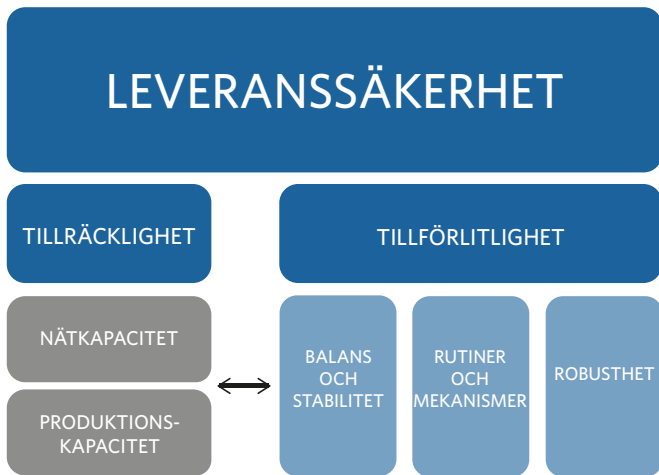 LEVERANSSÄKERHET
TILLRÄCKLIGHET
TILLFÖRLITLIGHET
NÄTKAPACITET
PRODUKTIONS-
KAPACITET
BALANS
OCH
STABILITET
RUTINER
OCH
MEKANISMER
ROBUSTHET